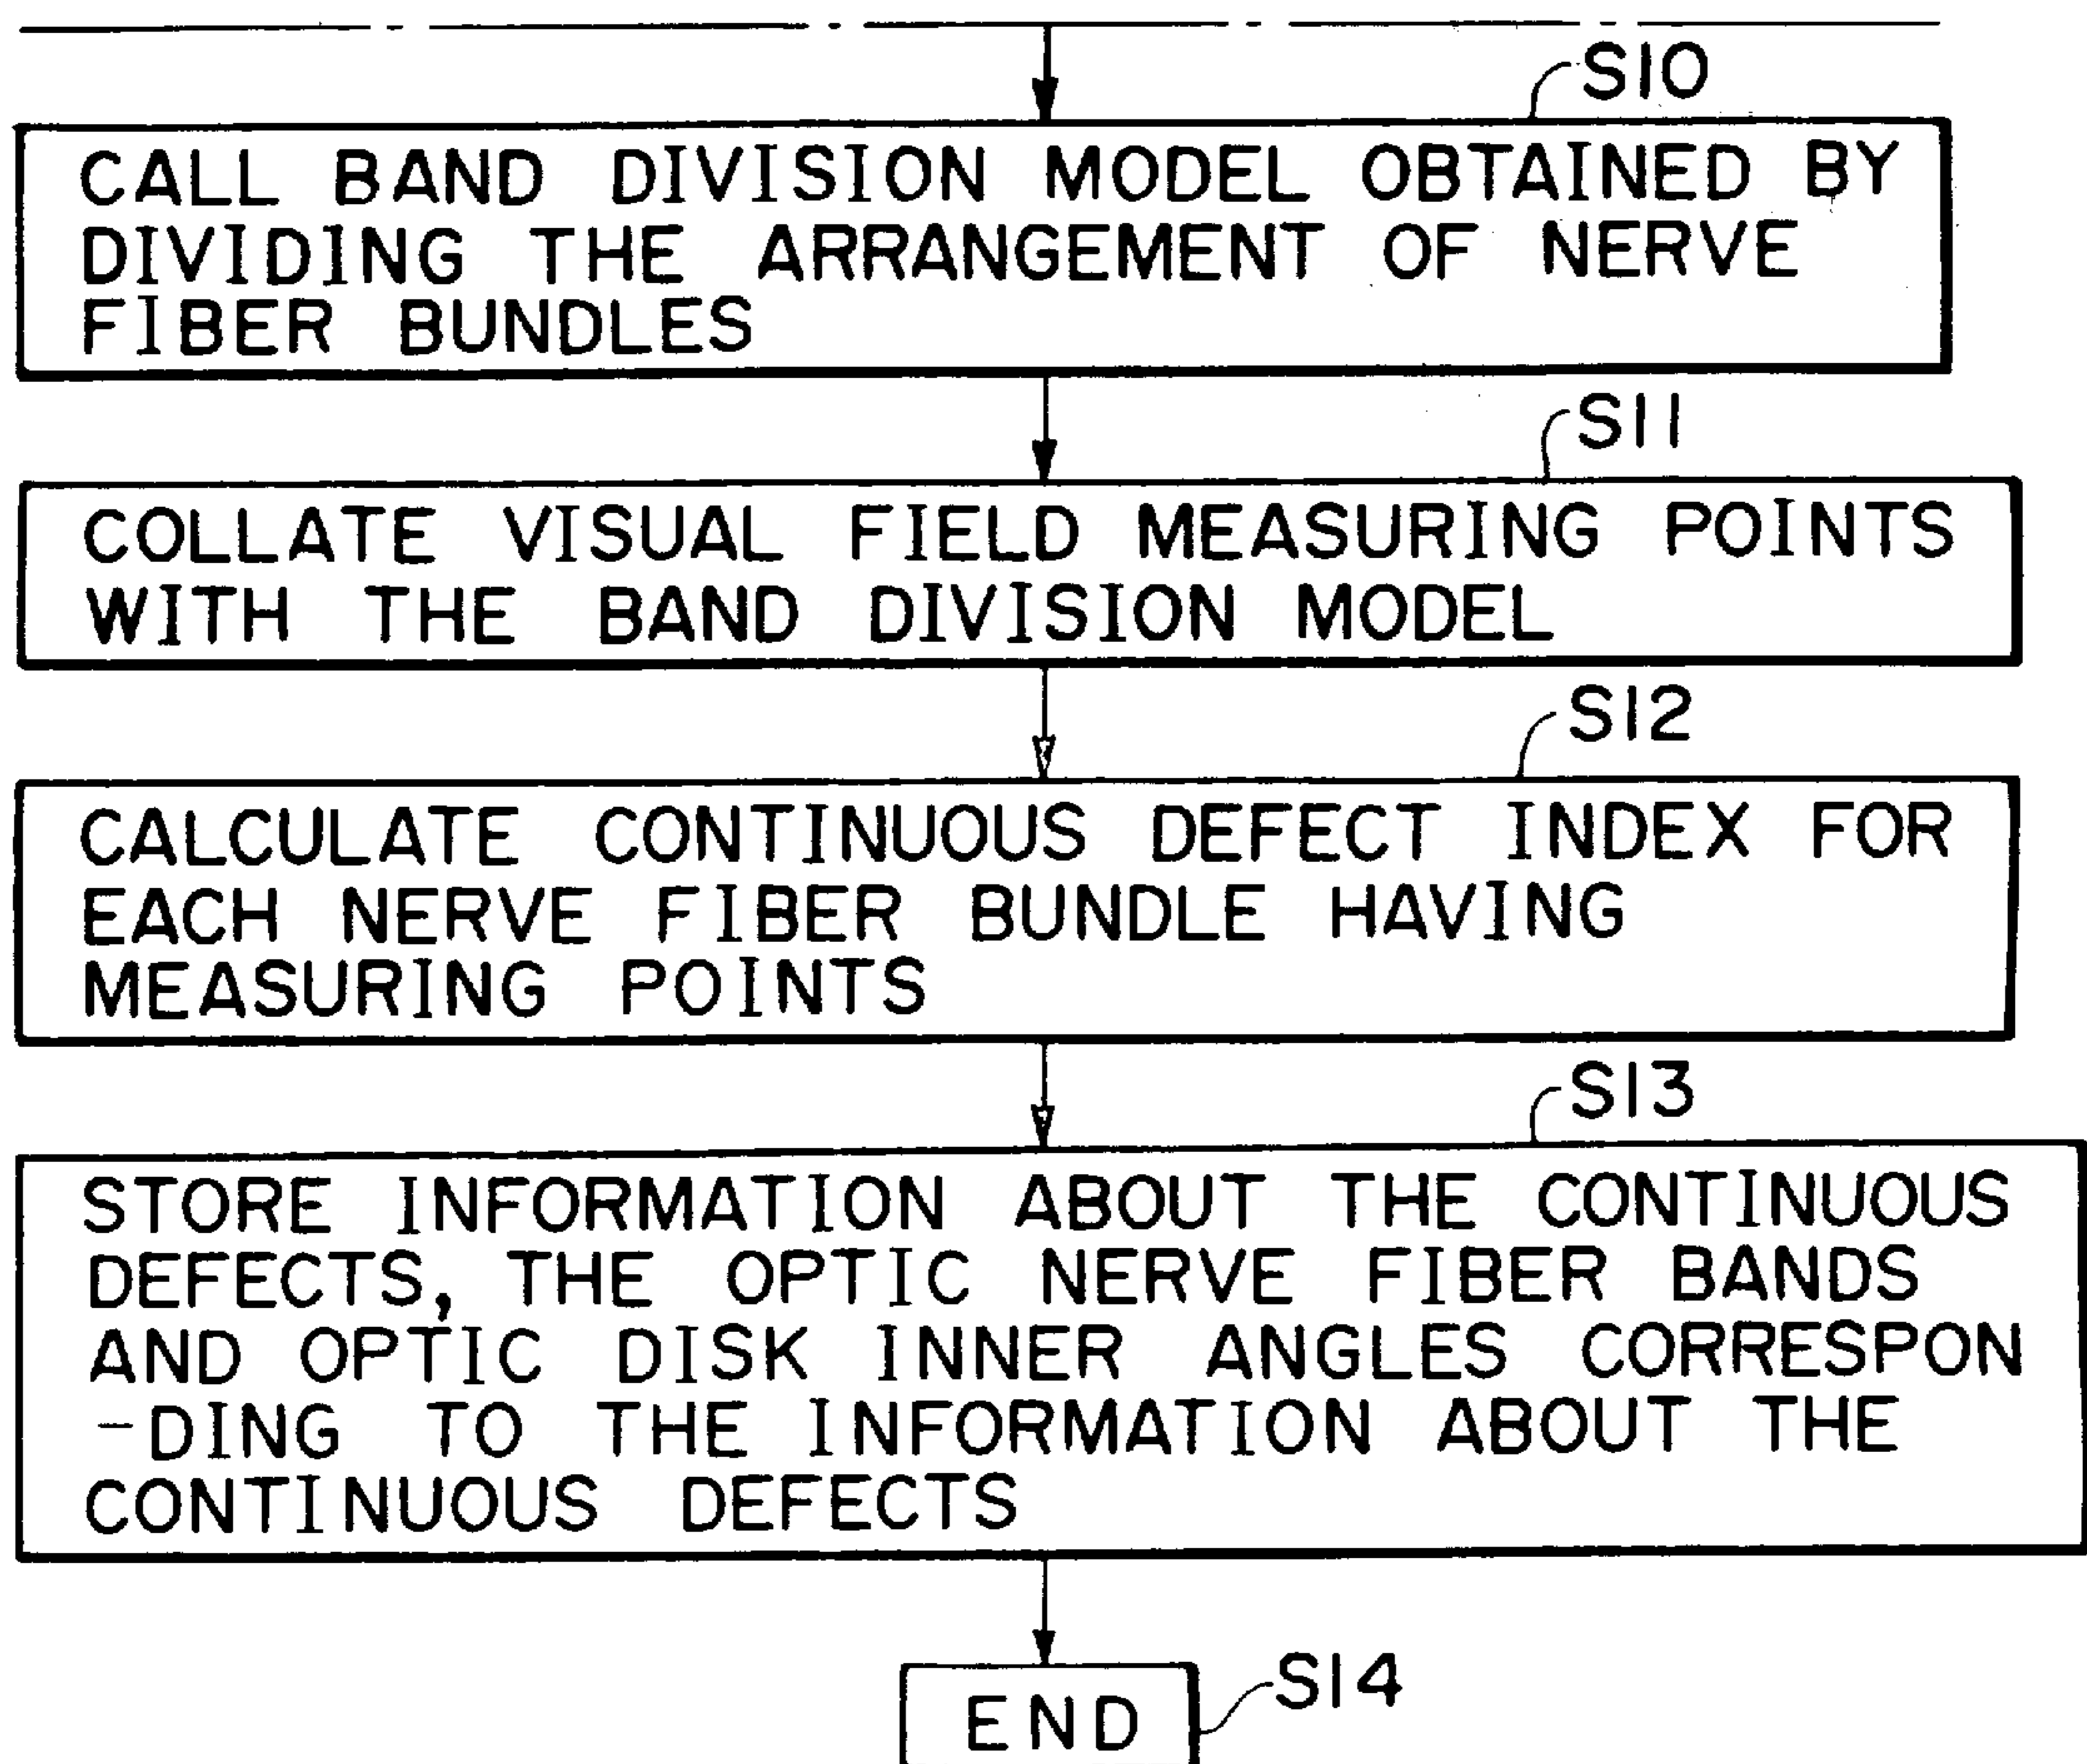 S10
CALL BAND DIVISION MODEL OBTAINED BY
DIVIDING THE ARRANGEMENT OF NERVE
FIBER BUNDLES
S11
COLLATE VISUAL FIELD MEASURING POINTS
WITH THE BAND DIVISION MODEL
S12
CALCULATE CONTINUOUS DEFECT INDEX FOR
EACH NERVE FIBER BUNDLE HAVING
MEASURING POINTS
S13
STORE INFORMATION ABOUT THE CONTINUOUS
DEFECTS, THE OPTIC NERVE FIBER BANDS
AND OPTIC DISK INNER ANGLES CORRESPON
-DING TO THE INFORMATION ABOUT THE
CONTINUOUS DEFECTS
END
S14